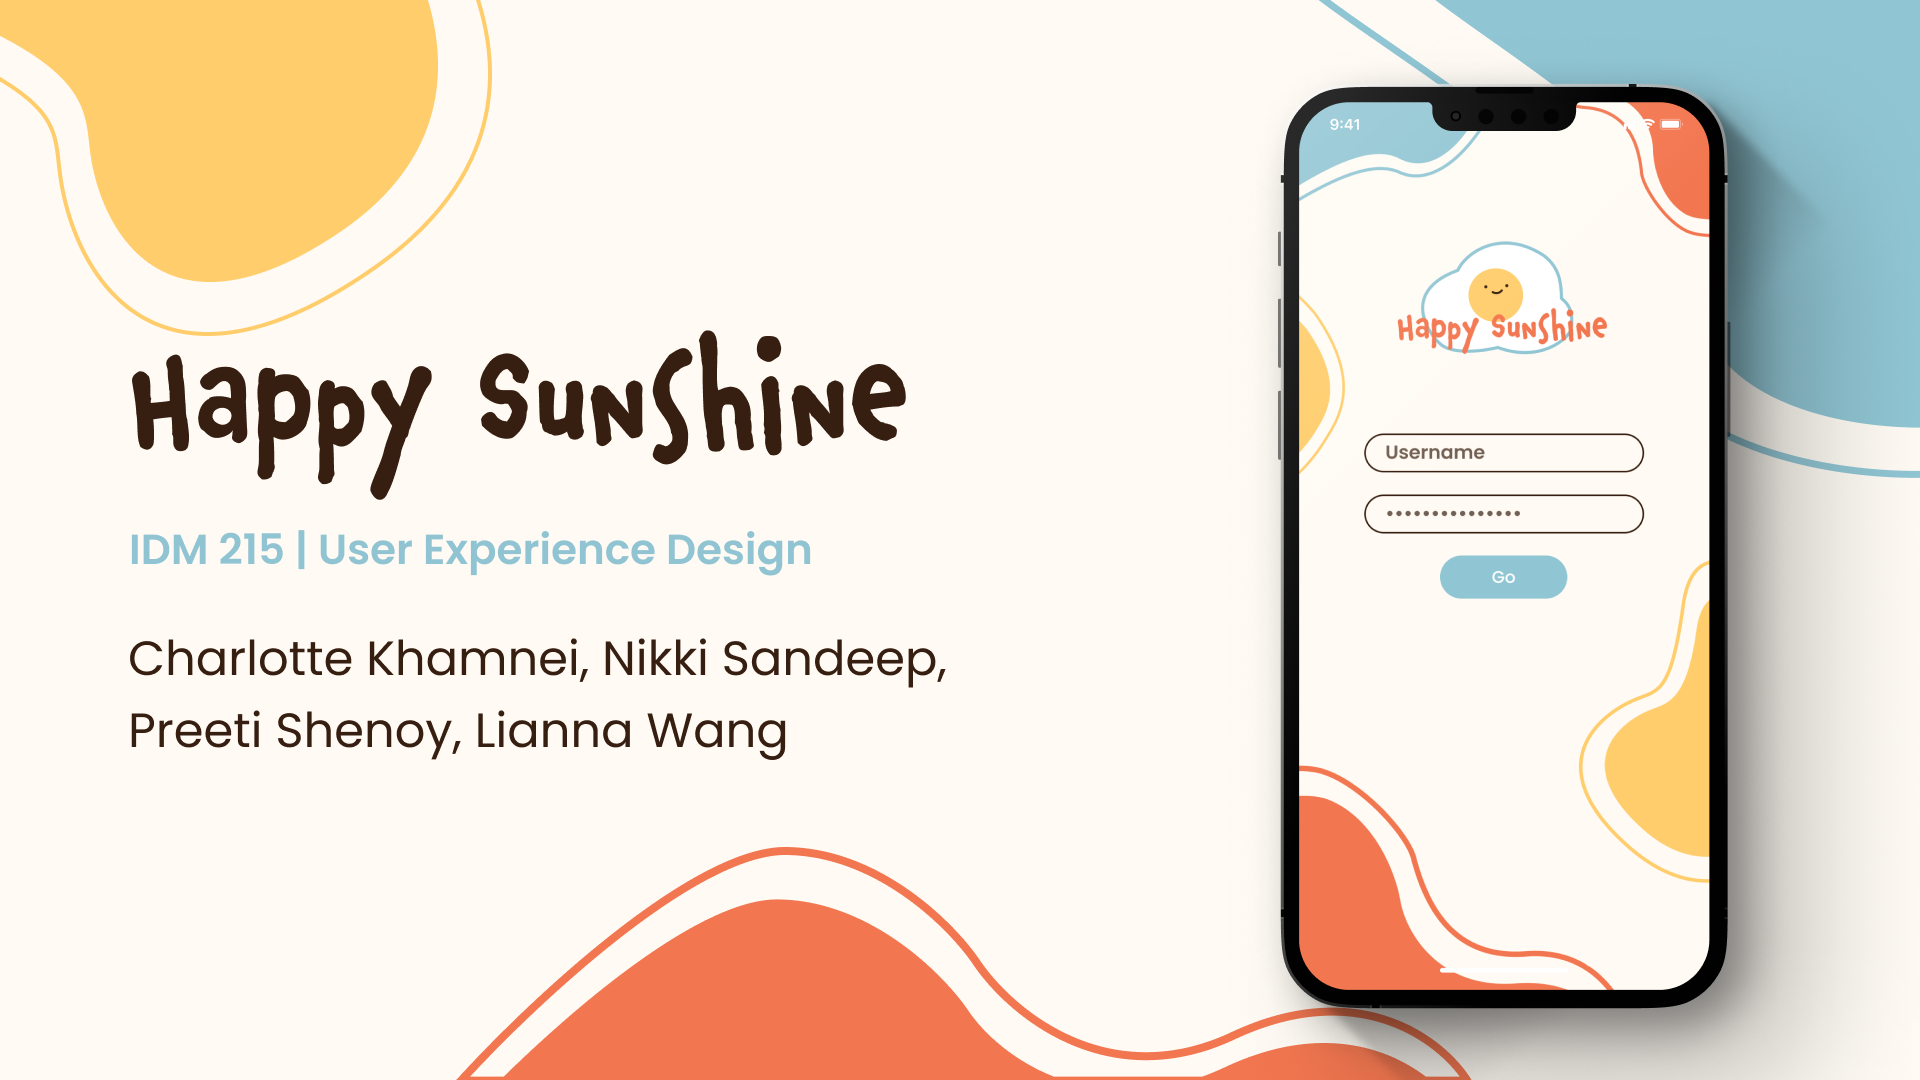 Happy Sunshine
IDM 215 | User Experience Design
Charlotte Khamnei, Nikki Sandeep,
Preeti Shenoy, Lianna Wang
9:41
Happy Sunshine
Username
•••••••••••••••
Go